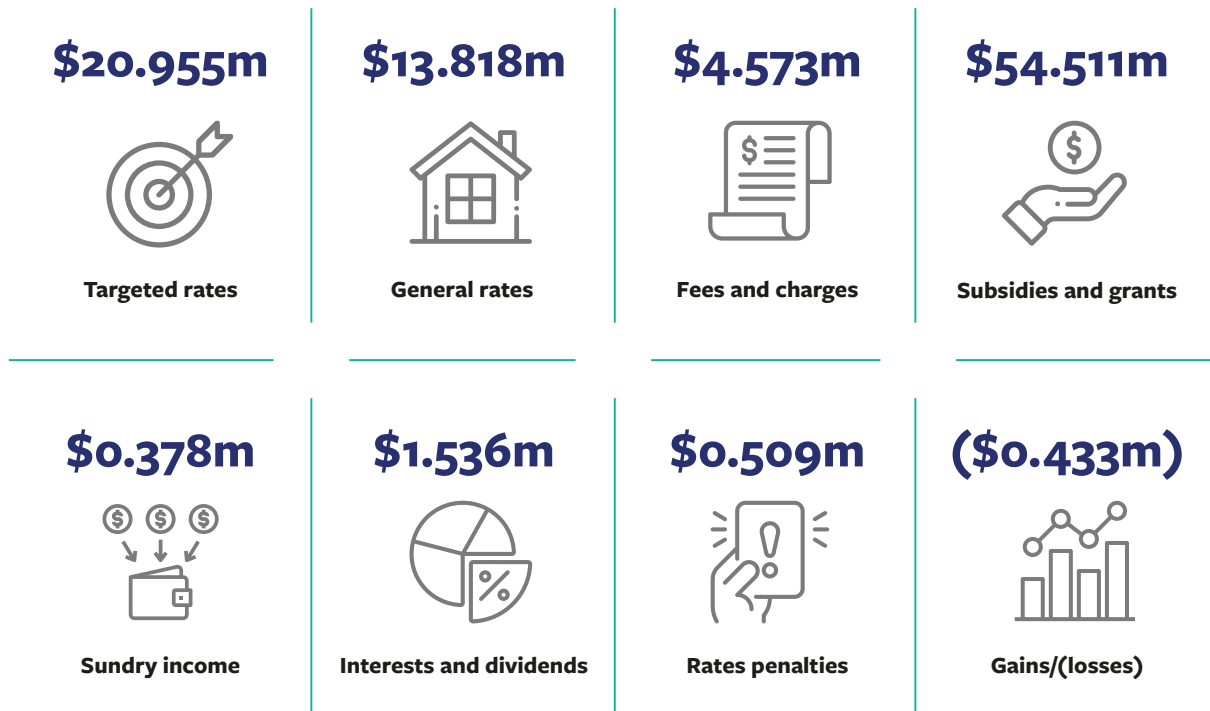 $20.955m
Targeted rates
$13.818m
General rates
$4.573m
$
Fees and charges
$54.511m
$
Subsidies and grants
$0.378m
$ $ $
Sundry income
$1.536m
%
Interests and dividends
$0.509m
!
Rates penalties
($0.433m)
Gains/(losses)